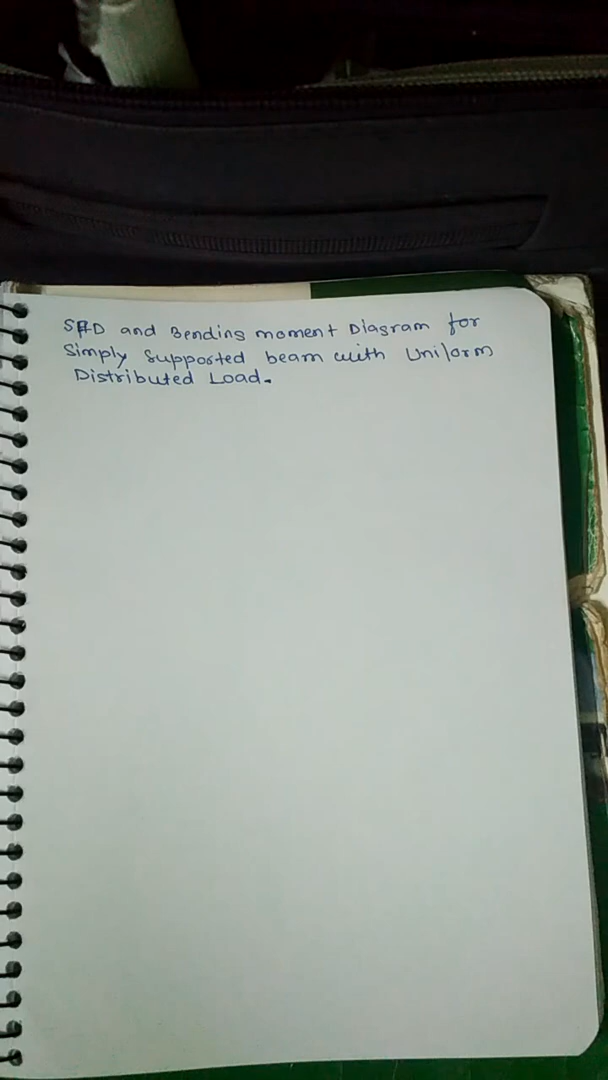 SFD and Bending moment Diagram for
Simply Supported beam with Uniform
Distributed Load.